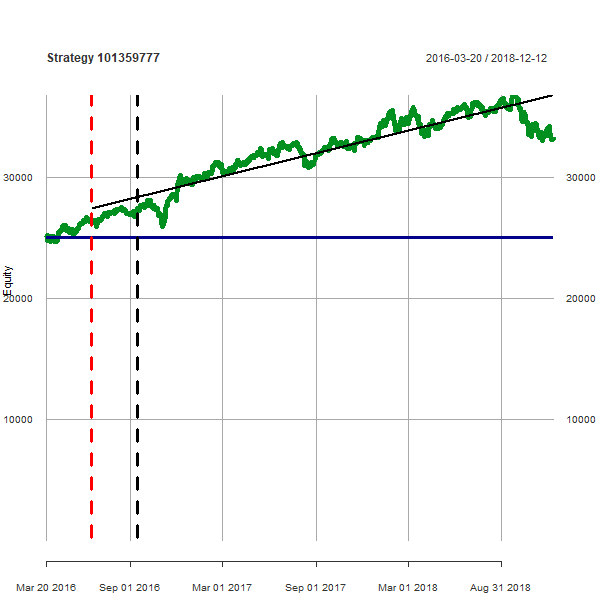 Strategy 101359777 2016-03-20 / 2018-12-12
30000 30000
Equity
20000 20000
10000 10000
Mar 20 2016 Sep 01 2016 Mar 01 2017 Sep 01 2017 Mar 01 2018 Aug 31 2018